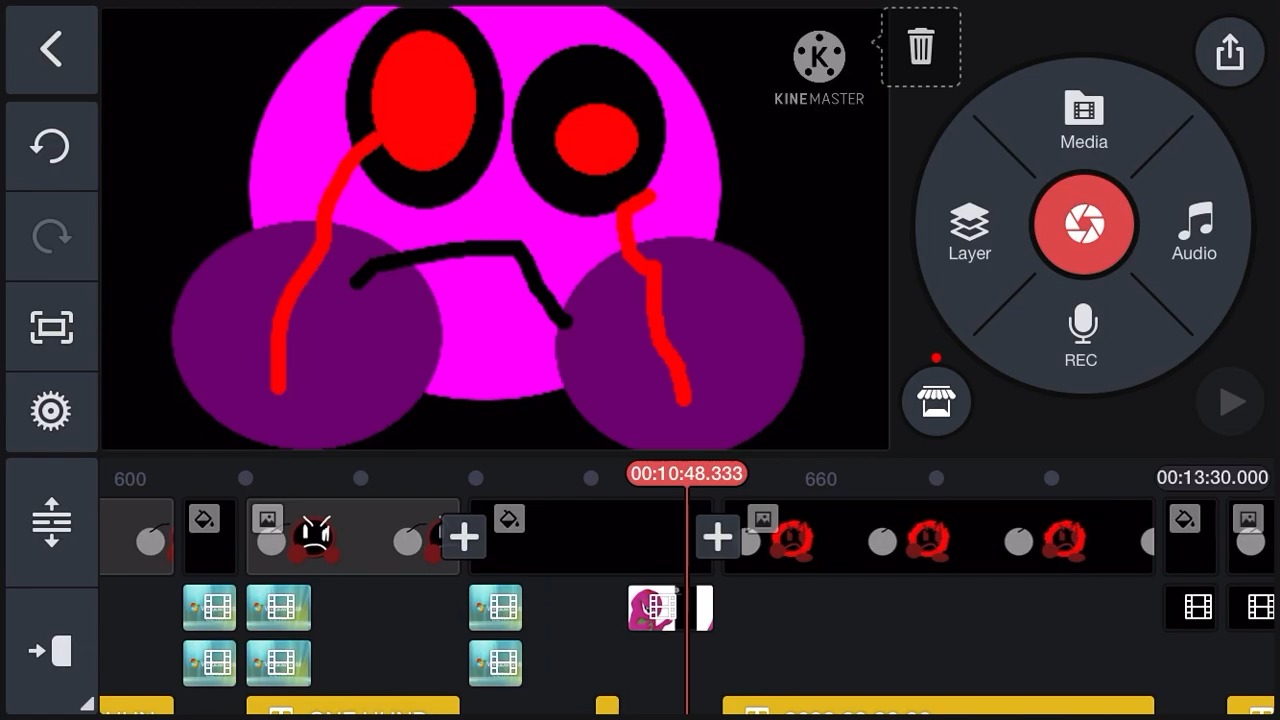 K
KINEMASTER
Media
Layer
Audio
REC
600
00:10:48.333
660
00:13:30.000